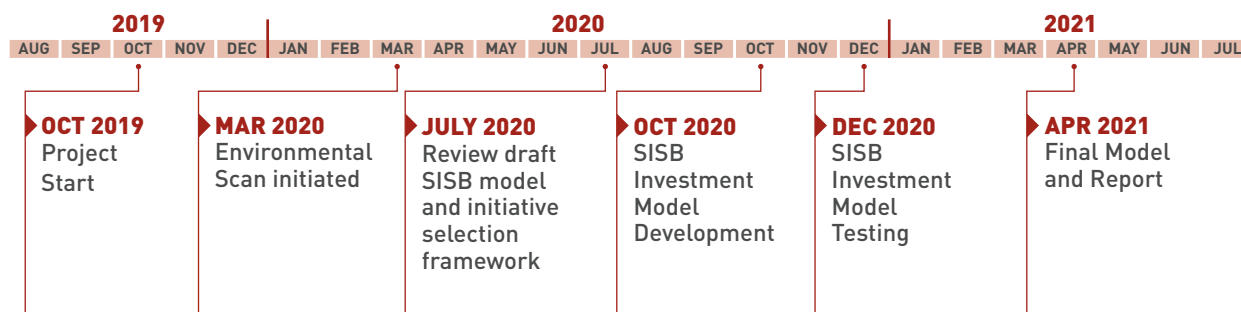 2019 2020 2021
AUG SEP OCT NOV DEC JAN FEB MAR APR MAY JUN JUL AUG SEP OCT NOV DEC JAN FEB MAR APR MAY JUN JUL
OCT 2019
Project
Start
MAR 2020
Environmental
Scan initiated
JULY 2020
Review draft
SISB model
and initiative
selection
framework
OCT 2020
SISB
Investment
Model
Development
DEC 2020
SISB
Investment
Model
Testing
APR 2021
Final Model
and Report